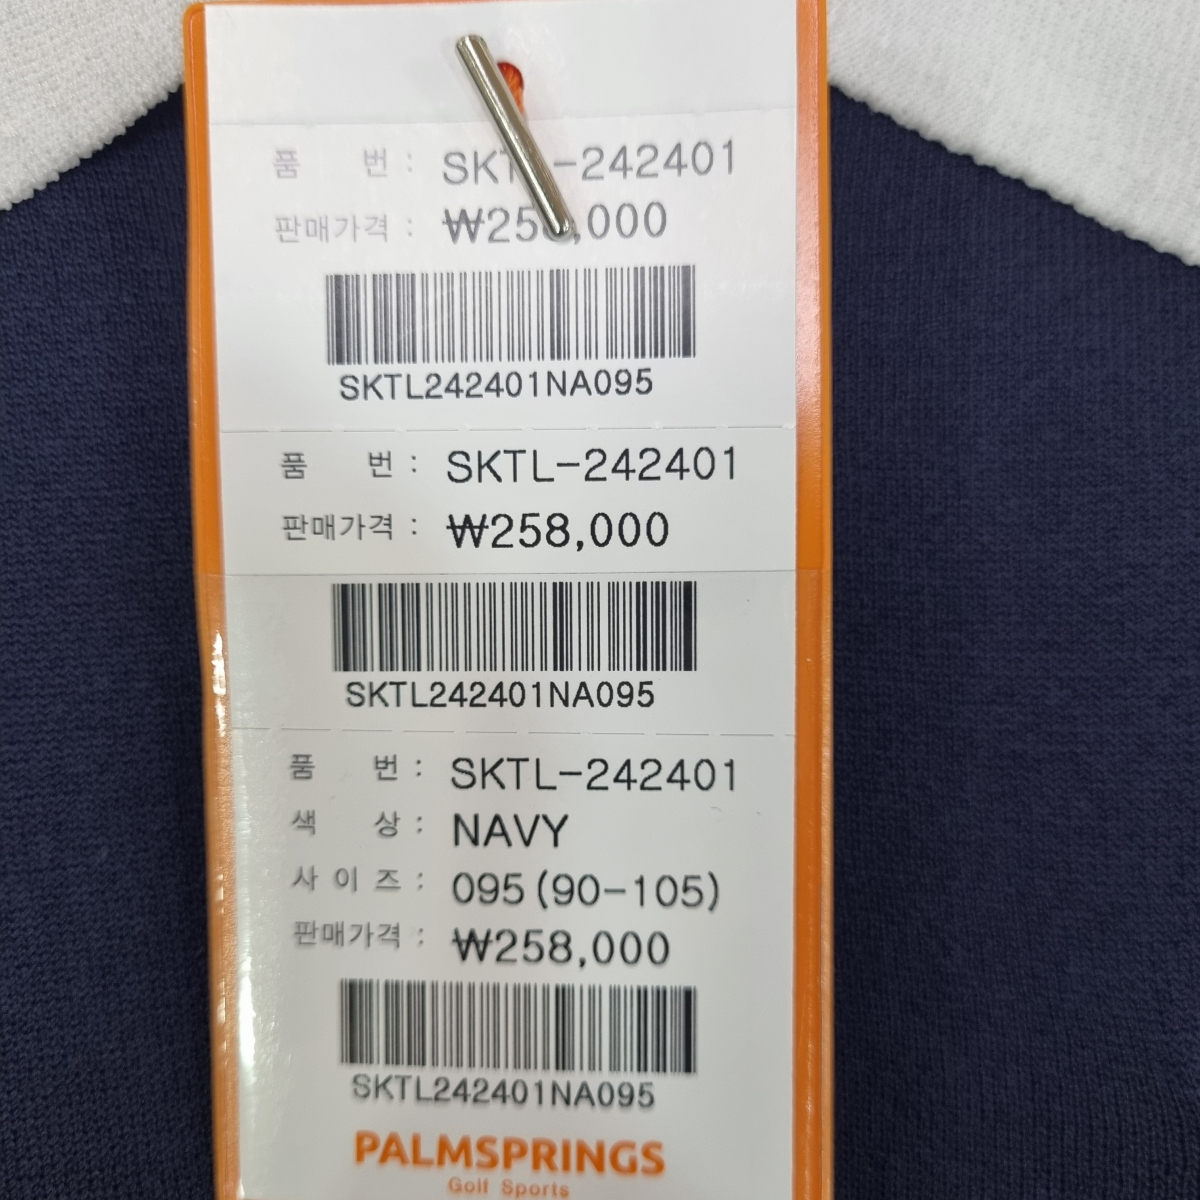 품 번 : SKTL-242401
판매가격 : ₩258,000
SKTL242401NA095
품 번 : SKTL-242401
판매가격 : ₩258,000
SKTL242401NA095
품 번 : SKTL-242401
색 상 : NAVY
사 이 즈 : 095(90-105)
판매가격 : ₩258,000
SKTL242401NA095
PALMSPRINGS
Golf Sports